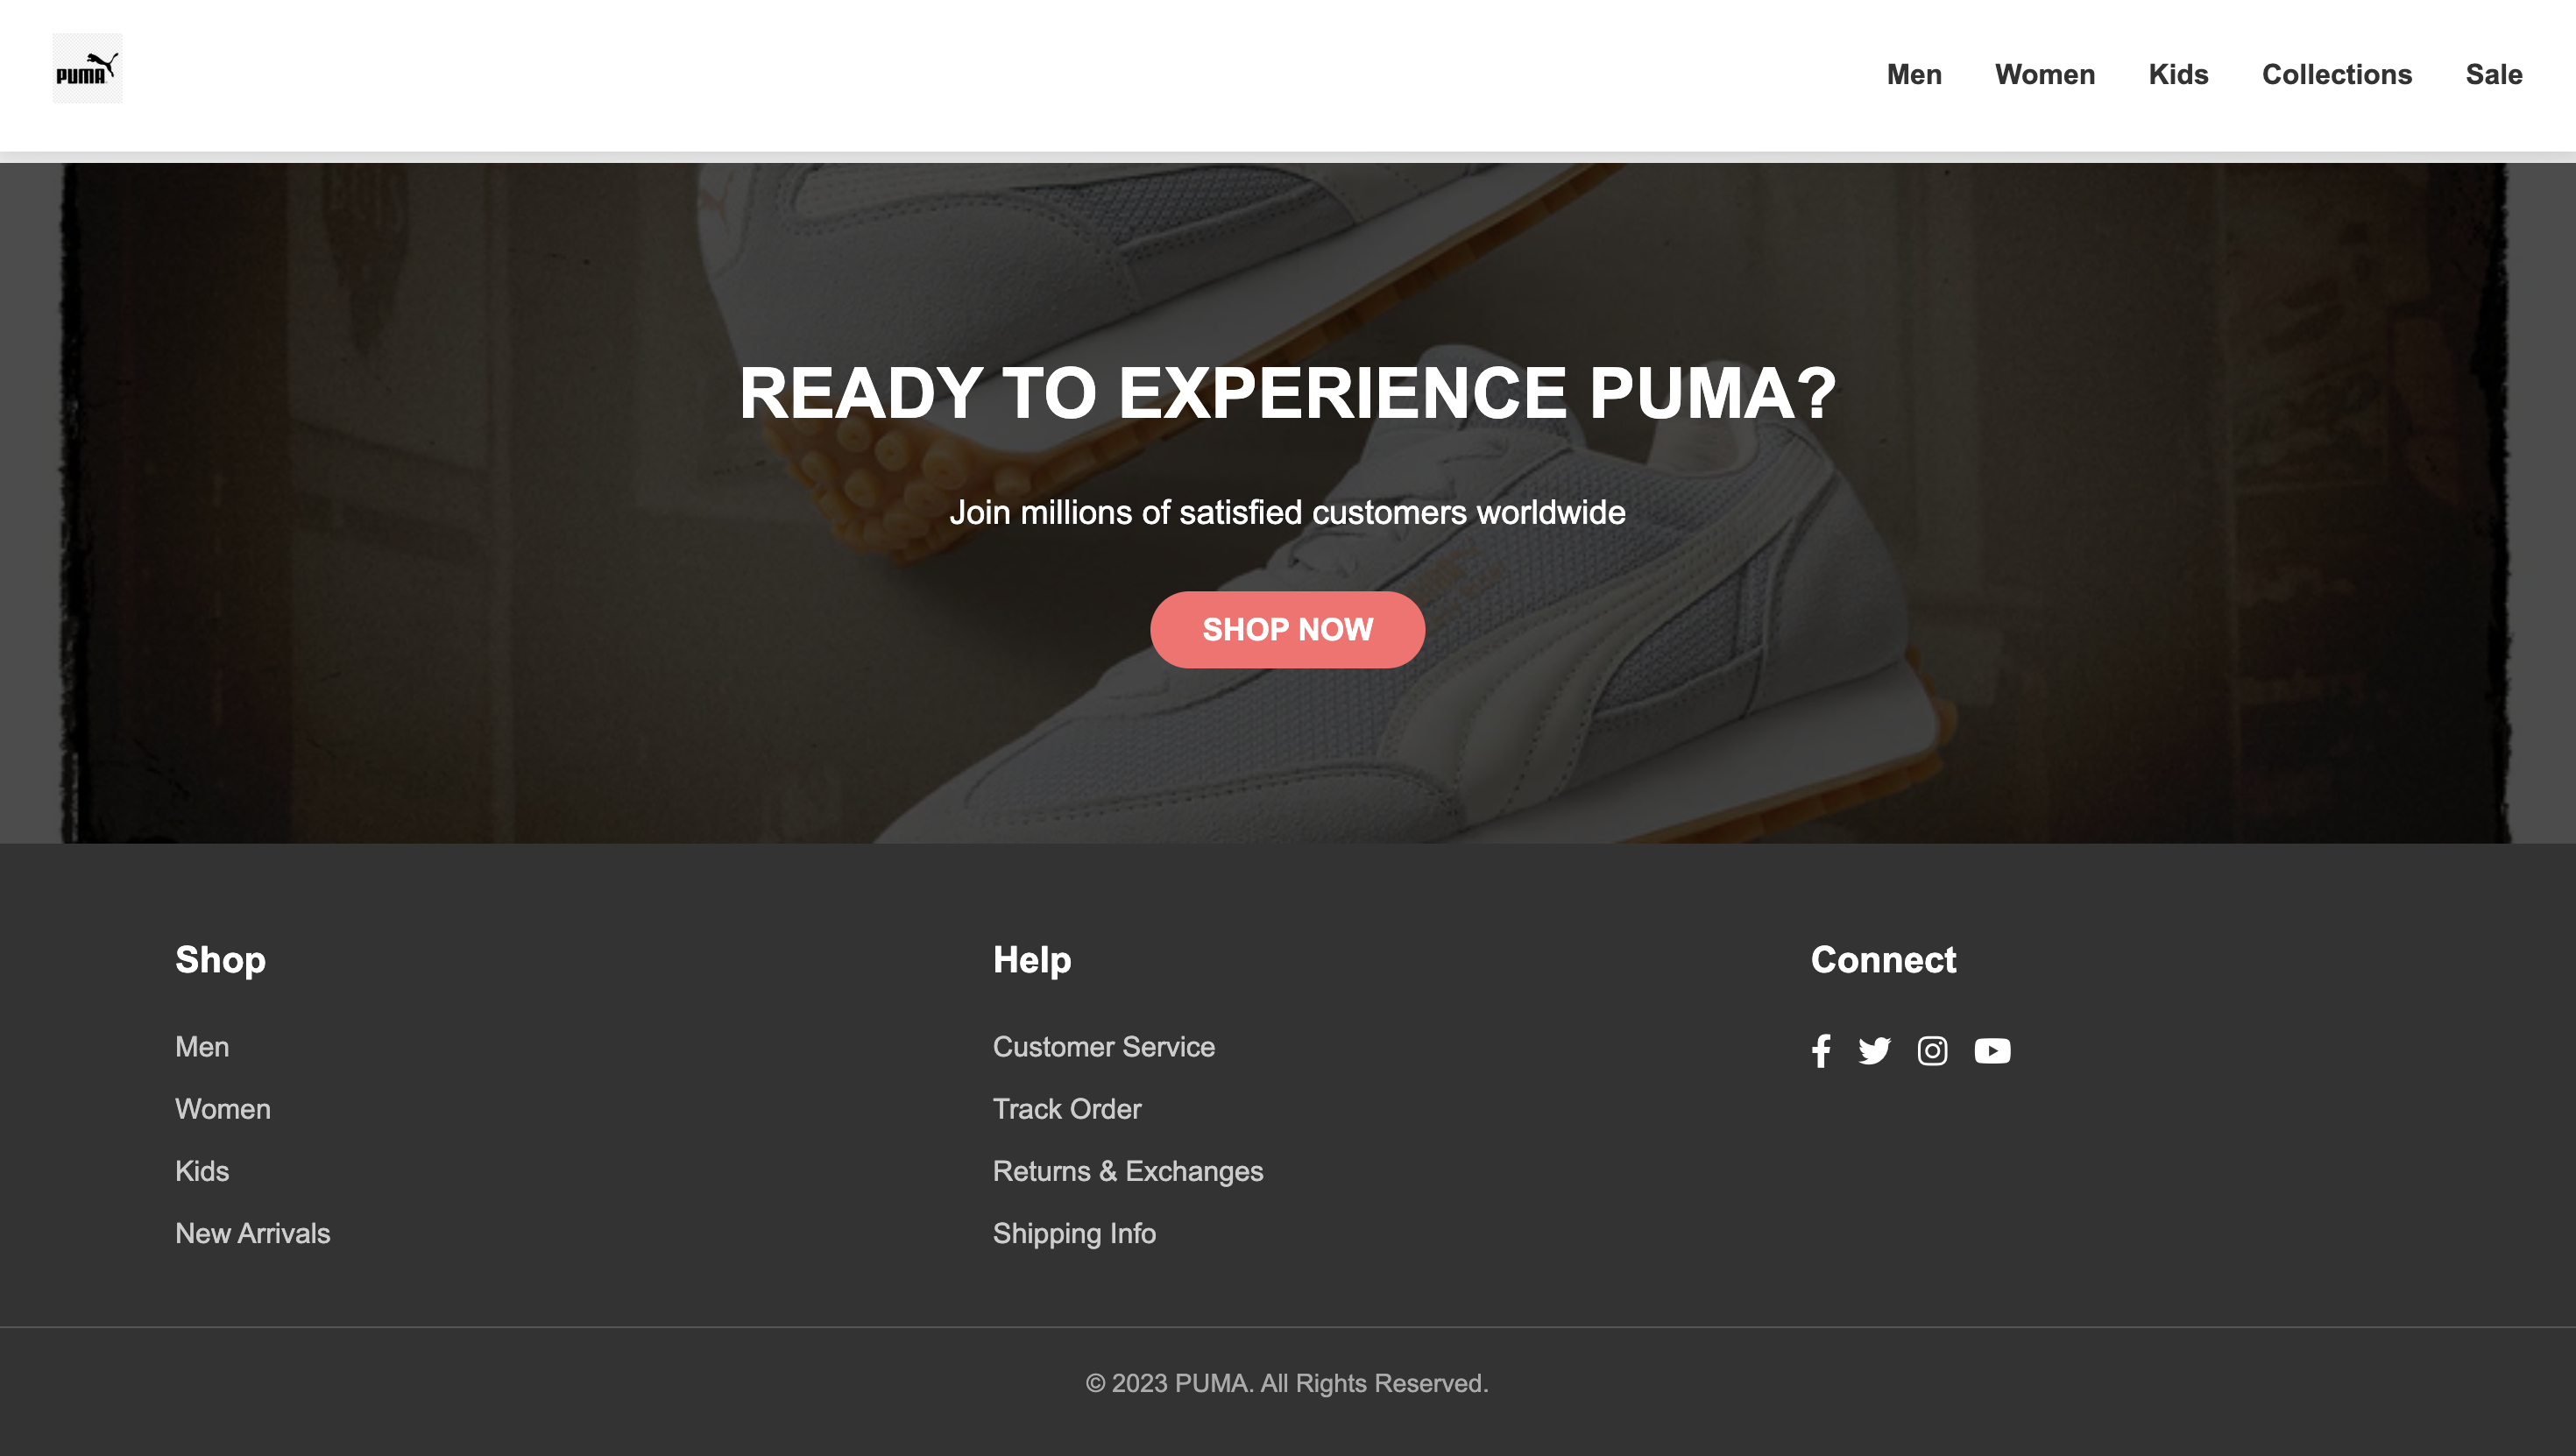 PUMA
Men Women Kids Collections Sale
READY TO EXPERIENCE PUMA?
Join millions of satisfied customers worldwide
SHOP NOW
Shop
Men
Women
Kids
New Arrivals
Help
Customer Service
Track Order
Returns & Exchanges
Shipping Info
Connect
© 2023 PUMA. All Rights Reserved.